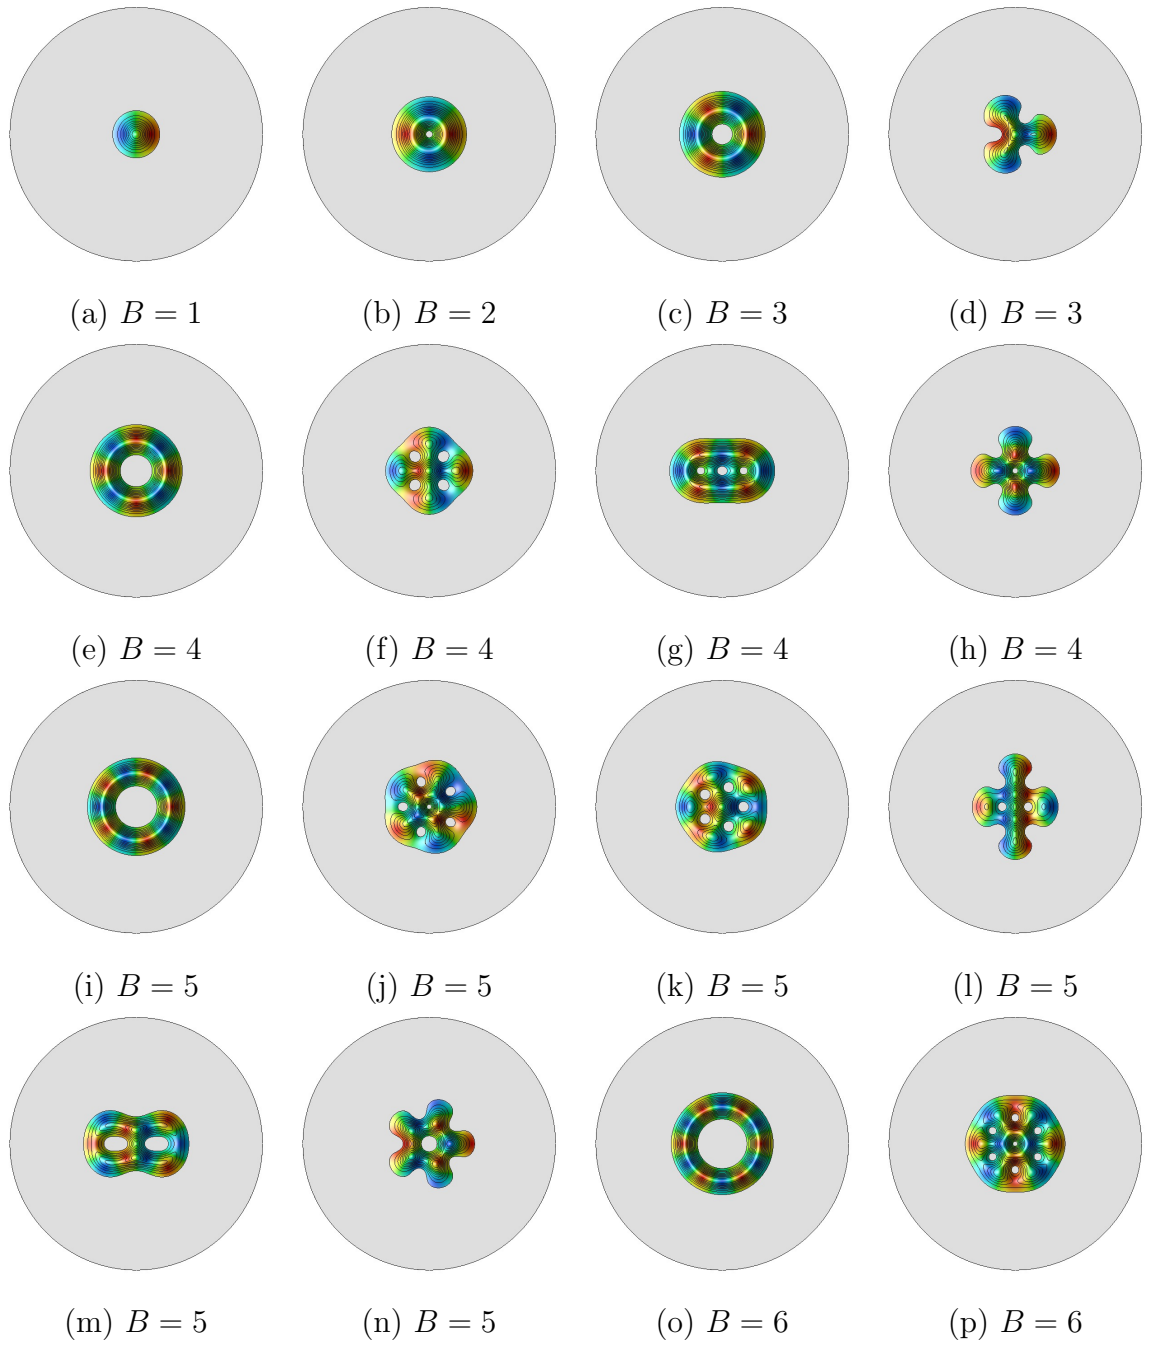 (a) B = 1 (b) B = 2 (c) B = 3 (d) B = 3
(e) B = 4 (f) B = 4 (g) B = 4 (h) B = 4
(i) B = 5 (j) B = 5 (k) B = 5 (l) B = 5
(m) B = 5 (n) B = 5 (o) B = 6 (p) B = 6